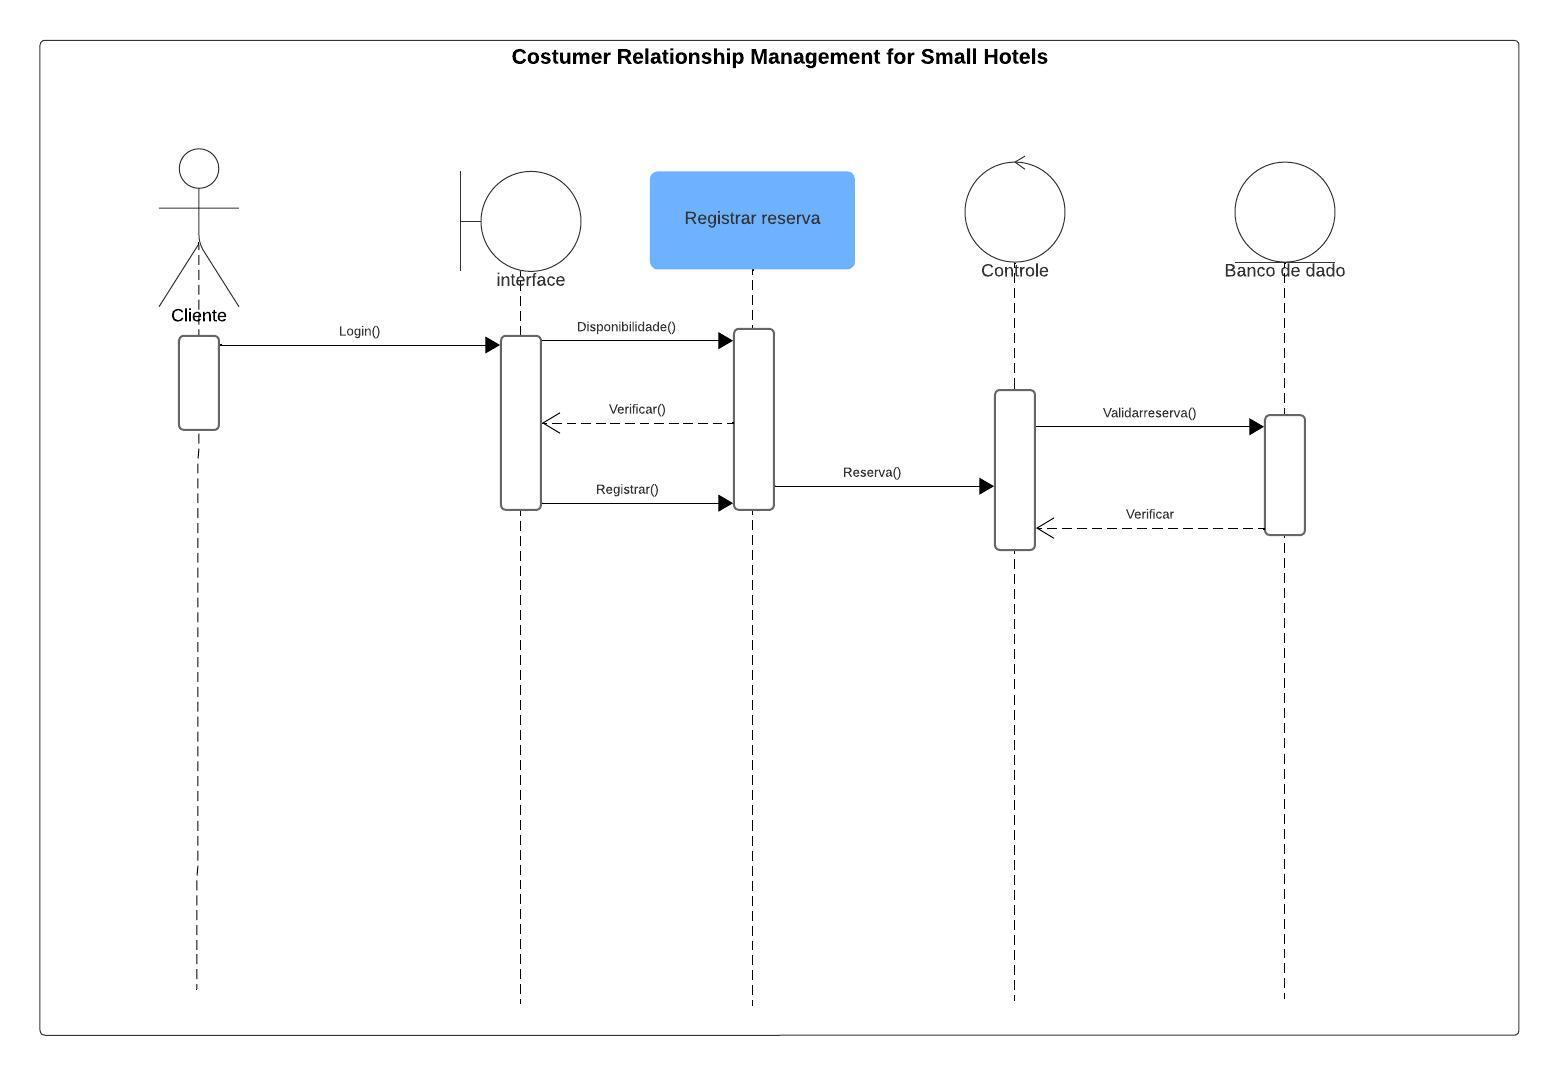 Costumer Relationship Management for Small Hotels
Registrar reserva
interface
Controle
Banco de dado
Cliente
Login()
Disponibilidade()
Verificar()
Validarreserva()
Reserva()
Registrar()
Verificar